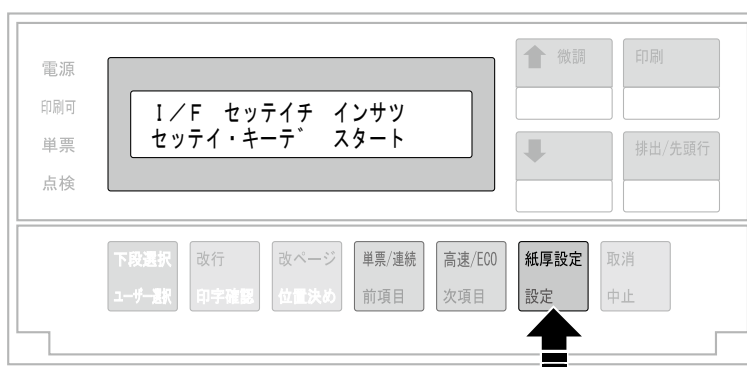 電源
印刷可
単票
点検
I/F セッテイチ インサツ
セッテイ・キーデ゛ スタート
微調
印刷
排出/先頭行
下段選択
ユーザー選択
改行
印字確認
改ページ
位置決め
単票/連続
前項目
高速/ECO
次項目
紙厚設定
設定
取消
中止